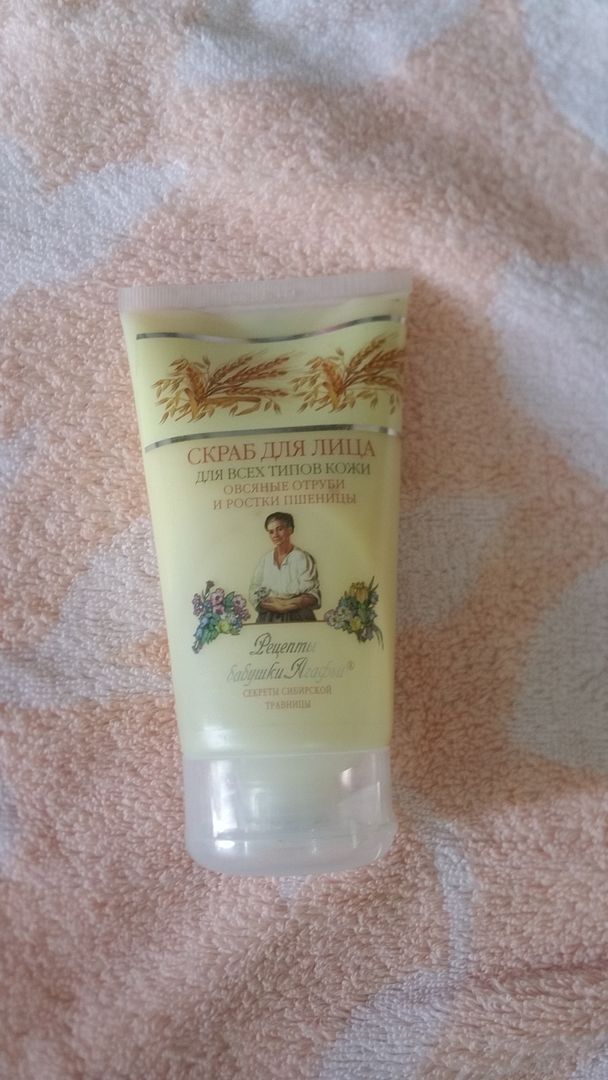 СКРАБ ДЛЯ ЛИЦА
ДЛЯ ВСЕХ ТИПОВ КОЖИ
ОВСЯНЫЕ ОТРУБИ
И РОСТКИ ПШЕНИЦЫ
Рецепты
бабушки Агафьи®
СЕКРЕТЫ СИБИРСКОЙ
ТРАВНИЦЫ